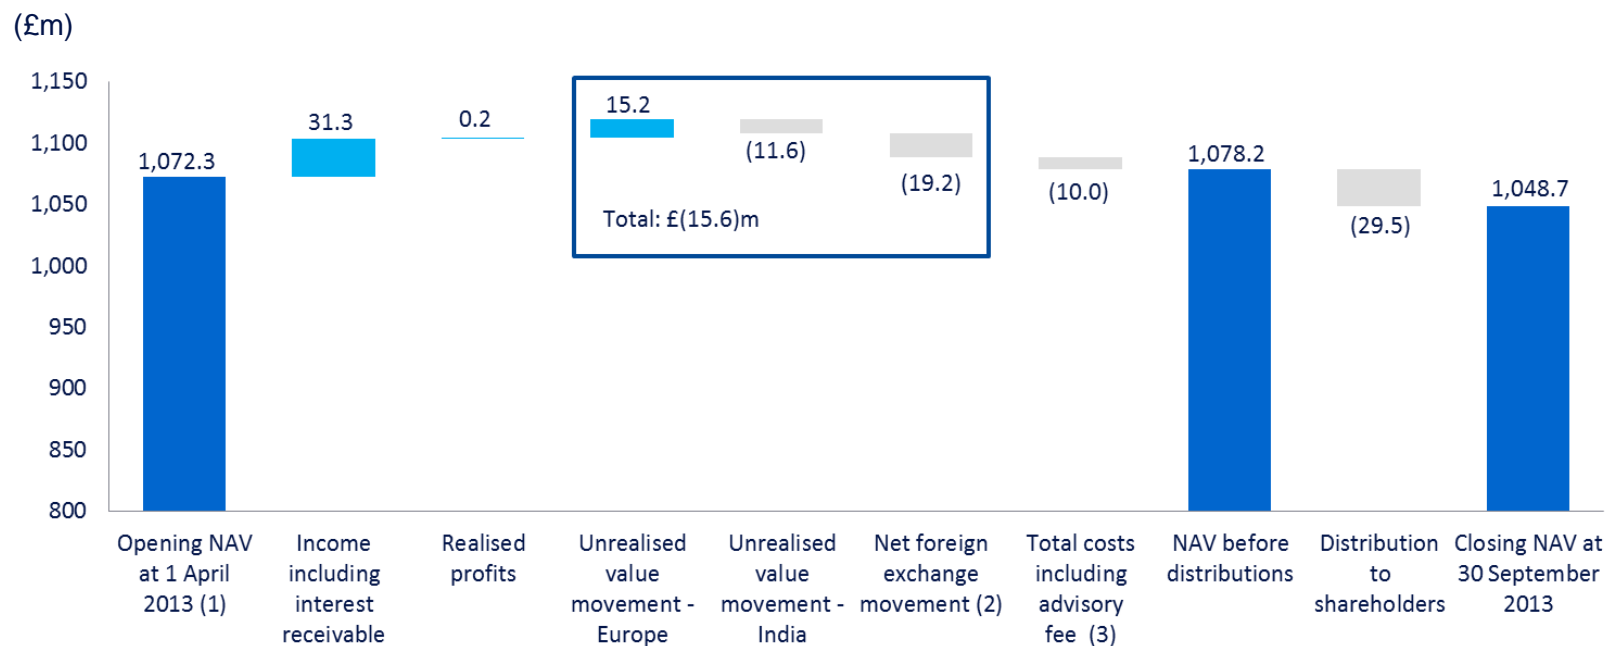 (£m)
1,150
1,100
1,050
1,000
950
900
850
800
1,072.3
31.3
0.2
15.2
(11.6)
(19.2)
Total: £(15.6)m
(10.0)
1,078.2
(29.5)
1,048.7
Opening NAV
at 1 April
2013 (1)
Income
including
interest
receivable
Realised
profits
Unrealised
value
movement -
Europe
Unrealised
value
movement -
India
Net foreign
exchange
movement (2)
Total costs
including
advisory
fee (3)
NAV before
distributions
Distribution
to
shareholders
Closing NAV at
30 September
2013